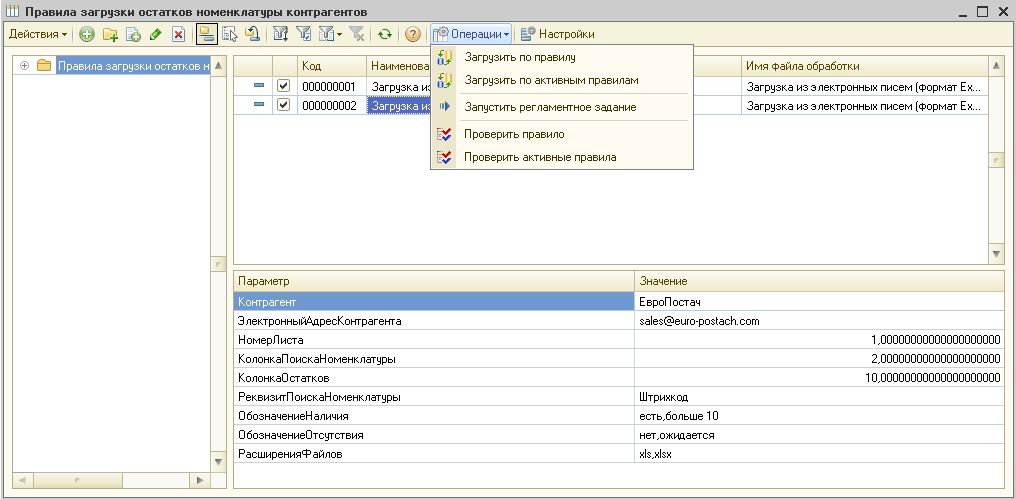 Правила загрузки остатков номенклатуры контрагентов
Действия
Операции
Настройки
Правила загрузки остатков н
Код Наименова Имя Файла обработки
000000001 Загрузка из Загрузка из электронных писем (формат Ex...
000000002 Загрузка из Загрузка из электронных писем (формат Ex...
Загрузить по правилу
Загрузить по активным правилам
Запустить регламентное задание
Проверить правило
Проверить активные правила
Параметр Значение
Контрагент ЕвроПостач
ЭлектронныйАдресКонтрагента sales@euro-postach.com
НомерЛиста 1,00000000000000000000
КолонкаПоискаНоменклатуры 2,00000000000000000000
КолонкаОстатков 10,00000000000000000000
РеквизитПоискаНоменклатуры Штрихкод
ОбозначениеНаличия есть,больше 10
ОбозначениеОтсутствия нет,ожидается
РасширенияФайлов xls,xlsx